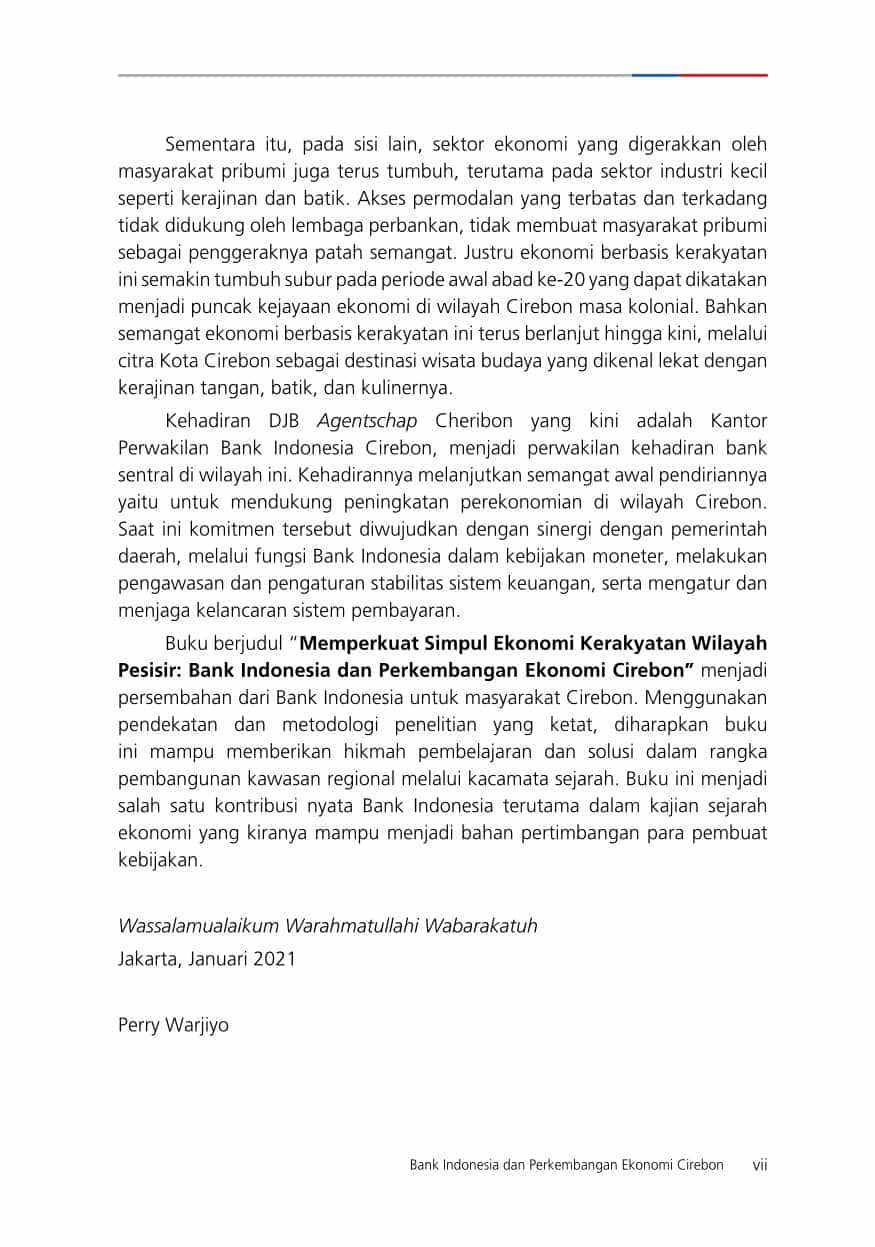 Sementara itu, pada sisi lain, sektor ekonomi yang digerakkan oleh
masyarakat pribumi juga terus tumbuh, terutama pada sektor industri kecil
seperti kerajinan dan batik. Akses permodalan yang terbatas dan terkadang
tidak didukung oleh lembaga perbankan, tidak membuat masyarakat pribumi
sebagai penggeraknya patah semangat. Justru ekonomi berbasis kerakyatan
ini semakin tumbuh subur pada periode awal abad ke-20 yang dapat dikatakan
menjadi puncak kejayaan ekonomi di wilayah Cirebon masa kolonial. Bahkan
semangat ekonomi berbasis kerakyatan ini terus berlanjut hingga kini, melalui
citra Kota Cirebon sebagai destinasi wisata budaya yang dikenal lekat dengan
kerajinan tangan, batik, dan kulinernya.
Kehadiran DJB Agentschap Cheribon yang kini adalah Kantor
Perwakilan Bank Indonesia Cirebon, menjadi perwakilan kehadiran bank
sentral di wilayah ini. Kehadirannya melanjutkan semangat awal pendiriannya
yaitu untuk mendukung peningkatan perekonomian di wilayah Cirebon.
Saat ini komitmen tersebut diwujudkan dengan sinergi dengan pemerintah
daerah, melalui fungsi Bank Indonesia dalam kebijakan moneter, melakukan
pengawasan dan pengaturan stabilitas sistem keuangan, serta mengatur dan
menjaga kelancaran sistem pembayaran.
Buku berjudul “Memperkuat Simpul Ekonomi Kerakyatan Wilayah
Pesisir: Bank Indonesia dan Perkembangan Ekonomi Cirebon” menjadi
persembahan dari Bank Indonesia untuk masyarakat Cirebon. Menggunakan
pendekatan dan metodologi penelitian yang ketat, diharapkan buku
ini mampu memberikan hikmah pembelajaran dan solusi dalam rangka
pembangunan kawasan regional melalui kacamata sejarah. Buku ini menjadi
salah satu kontribusi nyata Bank Indonesia terutama dalam kajian sejarah
ekonomi yang kiranya mampu menjadi bahan pertimbangan para pembuat
kebijakan.
Wassalamualaikum Warahmatullahi Wabarakatuh
Jakarta, Januari 2021
Perry Warjiyo
Bank Indonesia dan Perkembangan Ekonomi Cirebon vii